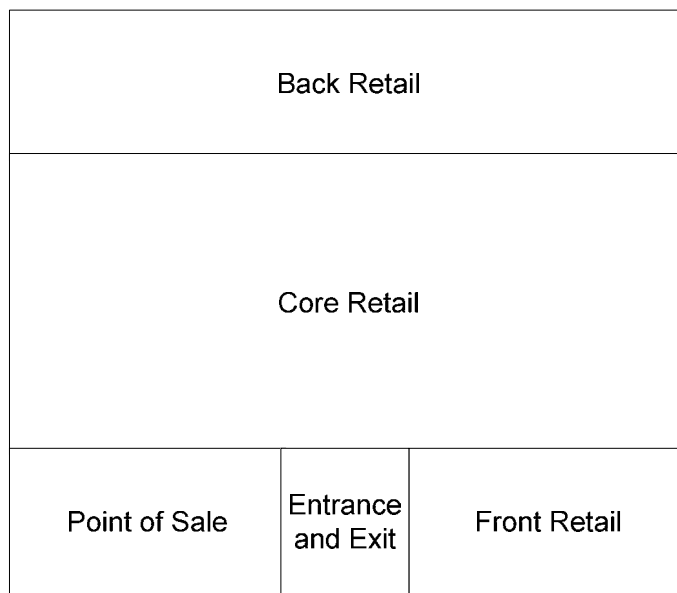 Back Retail
Core Retail
Point of Sale
Entrance
and Exit
Front Retail